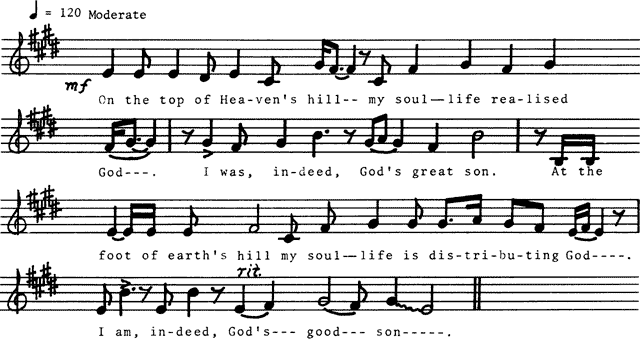 ♩ = 120 Moderate
mf
On the top of Hea-ven's hill-- my soul—life rea-lised
God---. I was, in-deed, God's great son. At the
foot of earth's hill my soul—life is dis-tri-bu-ting God----.
rit.
I am, in-deed, God's--- good--- son-----.